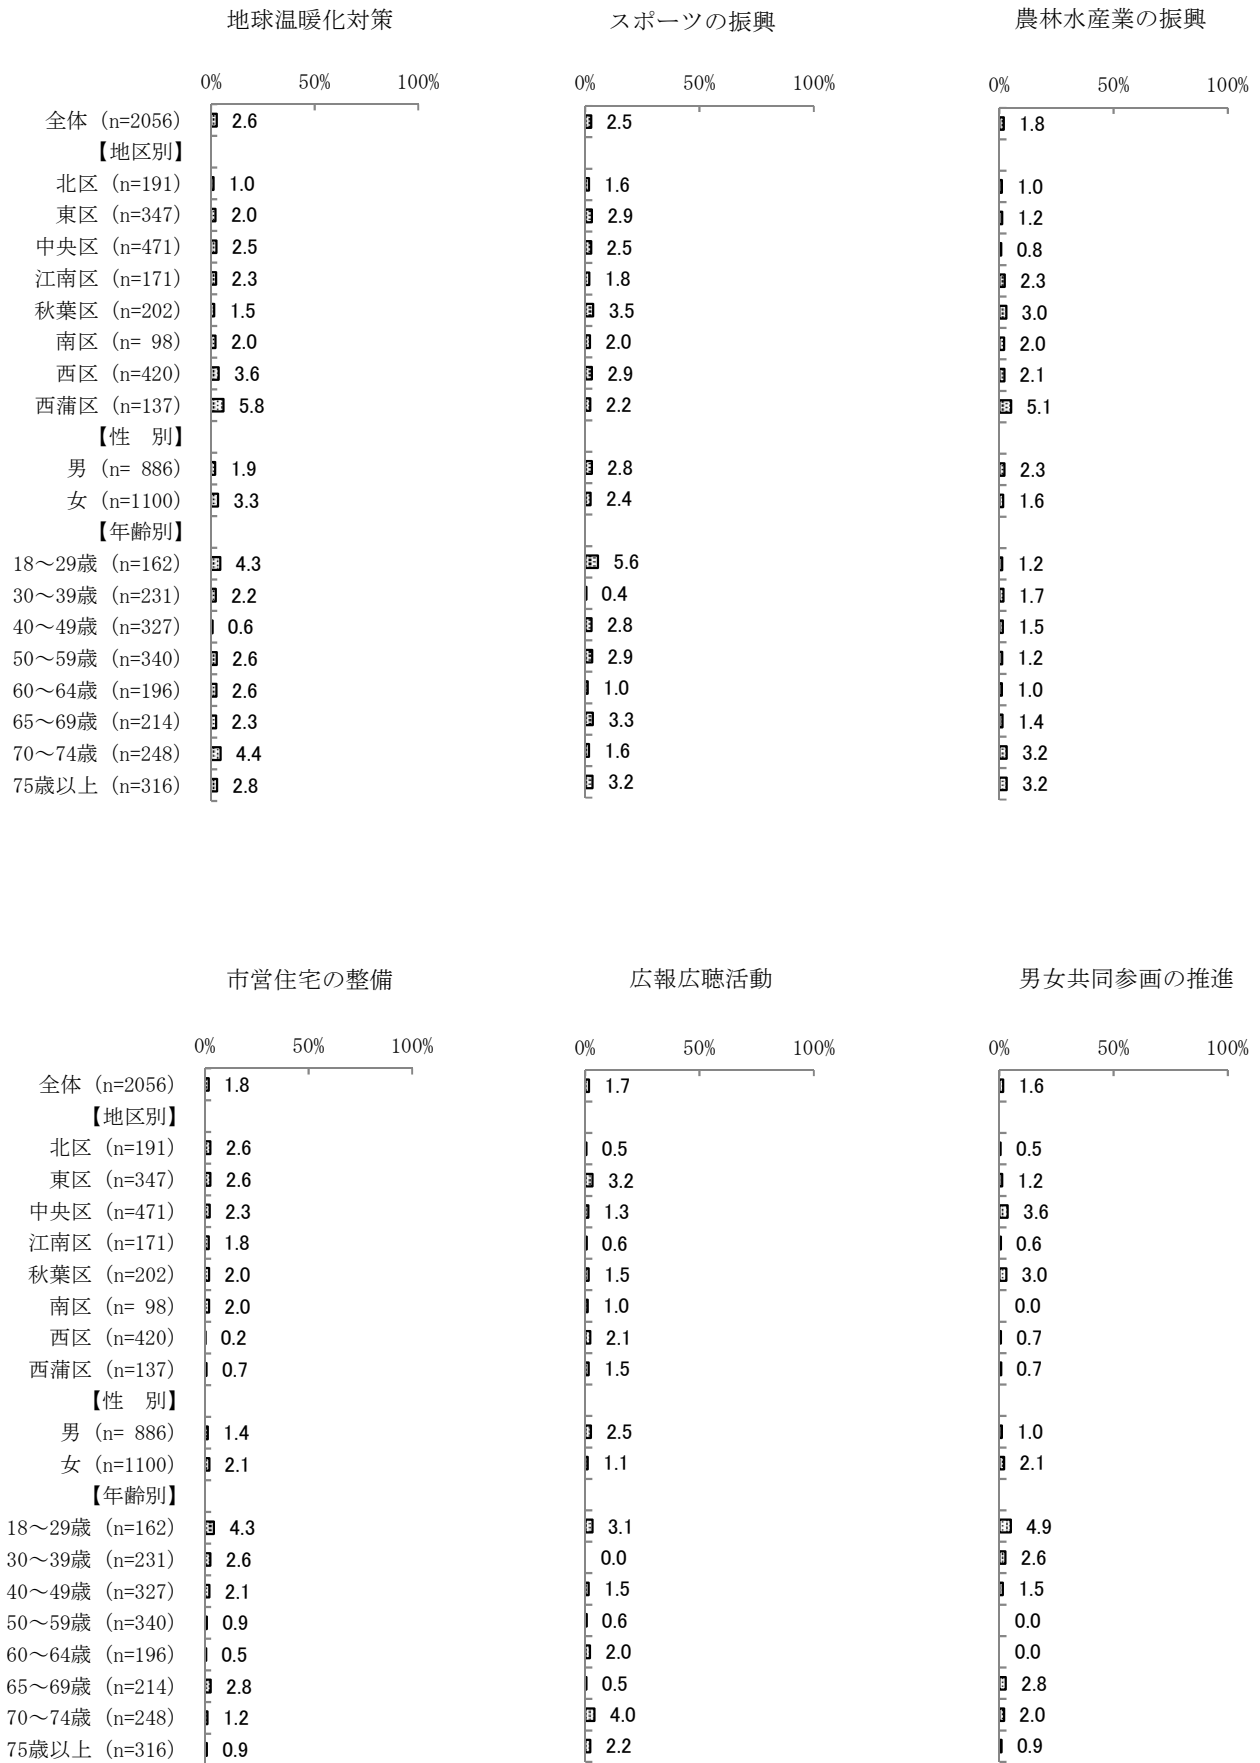 地球温暖化対策 スポーツの振興 農林水産業の振興
0% 50% 100% 0% 50% 100% 0% 50% 100%
全体 (n=2056) 2.6 2.5 1.8
【地区別】
北区 (n=191) 1.0 1.6 1.0
東区 (n=347) 2.0 2.9 1.2
中央区 (n=471) 2.5 2.5 0.8
江南区 (n=171) 2.3 1.8 2.3
秋葉区 (n=202) 1.5 3.5 3.0
南区 (n= 98) 2.0 2.0 2.0
西区 (n=420) 3.6 2.9 2.1
西蒲区 (n=137) 5.8 2.2 5.1
【性　別】
男 (n= 886) 1.9 2.8 2.3
女 (n=1100) 3.3 2.4 1.6
【年齢別】
18～29歳 (n=162) 4.3 5.6 1.2
30～39歳 (n=231) 2.2 0.4 1.7
40～49歳 (n=327) 0.6 2.8 1.5
50～59歳 (n=340) 2.6 2.9 1.2
60～64歳 (n=196) 2.6 1.0 1.0
65～69歳 (n=214) 2.3 3.3 1.4
70～74歳 (n=248) 4.4 1.6 3.2
75歳以上 (n=316) 2.8 3.2 3.2
市営住宅の整備 広報広聴活動 男女共同参画の推進
0% 50% 100% 0% 50% 100% 0% 50% 100%
全体 (n=2056) 1.8 1.7 1.6
【地区別】
北区 (n=191) 2.6 0.5 0.5
東区 (n=347) 2.6 3.2 1.2
中央区 (n=471) 2.3 1.3 3.6
江南区 (n=171) 1.8 0.6 0.6
秋葉区 (n=202) 2.0 1.5 3.0
南区 (n= 98) 2.0 1.0 0.0
西区 (n=420) 0.2 2.1 0.7
西蒲区 (n=137) 0.7 1.5 0.7
【性　別】
男 (n= 886) 1.4 2.5 1.0
女 (n=1100) 2.1 1.1 2.1
【年齢別】
18～29歳 (n=162) 4.3 3.1 4.9
30～39歳 (n=231) 2.6 0.0 2.6
40～49歳 (n=327) 2.1 1.5 1.5
50～59歳 (n=340) 0.9 0.6 0.0
60～64歳 (n=196) 0.5 2.0 0.0
65～69歳 (n=214) 2.8 0.5 2.8
70～74歳 (n=248) 1.2 4.0 2.0
75歳以上 (n=316) 0.9 2.2 0.9